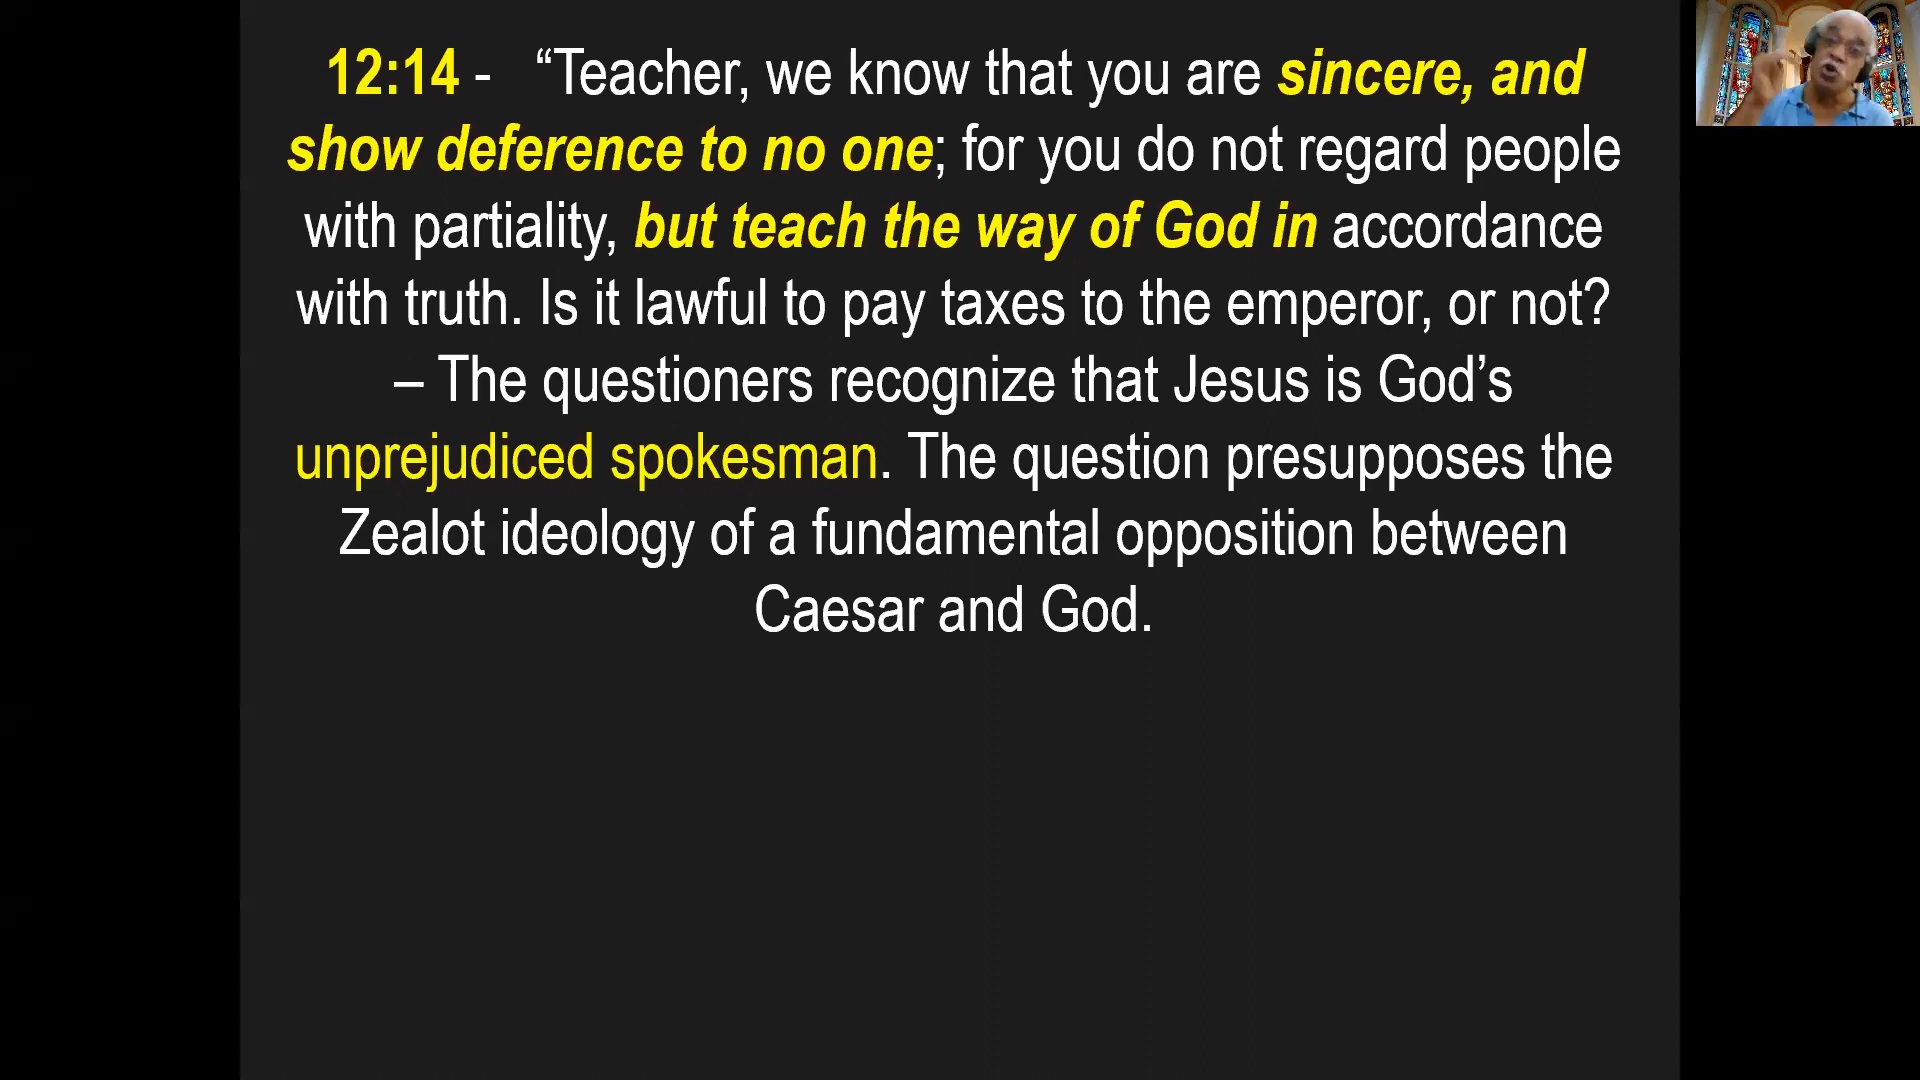 12:14 - “Teacher, we know that you are sincere, and
show deference to no one; for you do not regard people
with partiality, but teach the way of God in accordance
with truth. Is it lawful to pay taxes to the emperor, or not?
– The questioners recognize that Jesus is God’s
unprejudiced spokesman. The question presupposes the
Zealot ideology of a fundamental opposition between
Caesar and God.